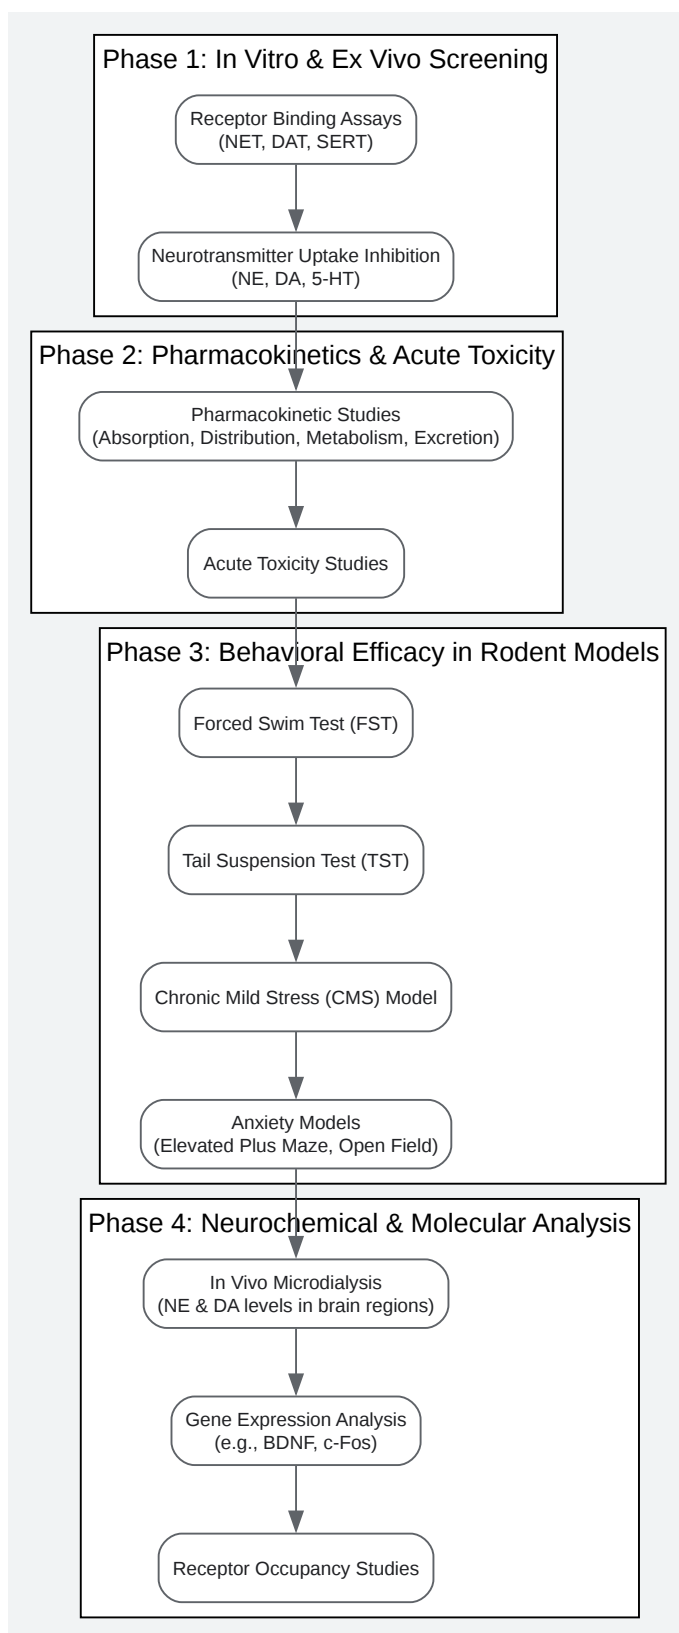 Phase 1: In Vitro & Ex Vivo Screening
Receptor Binding Assays
(NET, DAT, SERT)
Neurotransmitter Uptake Inhibition
(NE, DA, 5-HT)
Phase 2: Pharmacokinetics & Acute Toxicity
Pharmacokinetic Studies
(Absorption, Distribution, Metabolism, Excretion)
Acute Toxicity Studies
Phase 3: Behavioral Efficacy in Rodent Models
Forced Swim Test (FST)
Tail Suspension Test (TST)
Chronic Mild Stress (CMS) Model
Anxiety Models
(Elevated Plus Maze, Open Field)
Phase 4: Neurochemical & Molecular Analysis
In Vivo Microdialysis
(NE & DA levels in brain regions)
Gene Expression Analysis
(e.g., BDNF, c-Fos)
Receptor Occupancy Studies